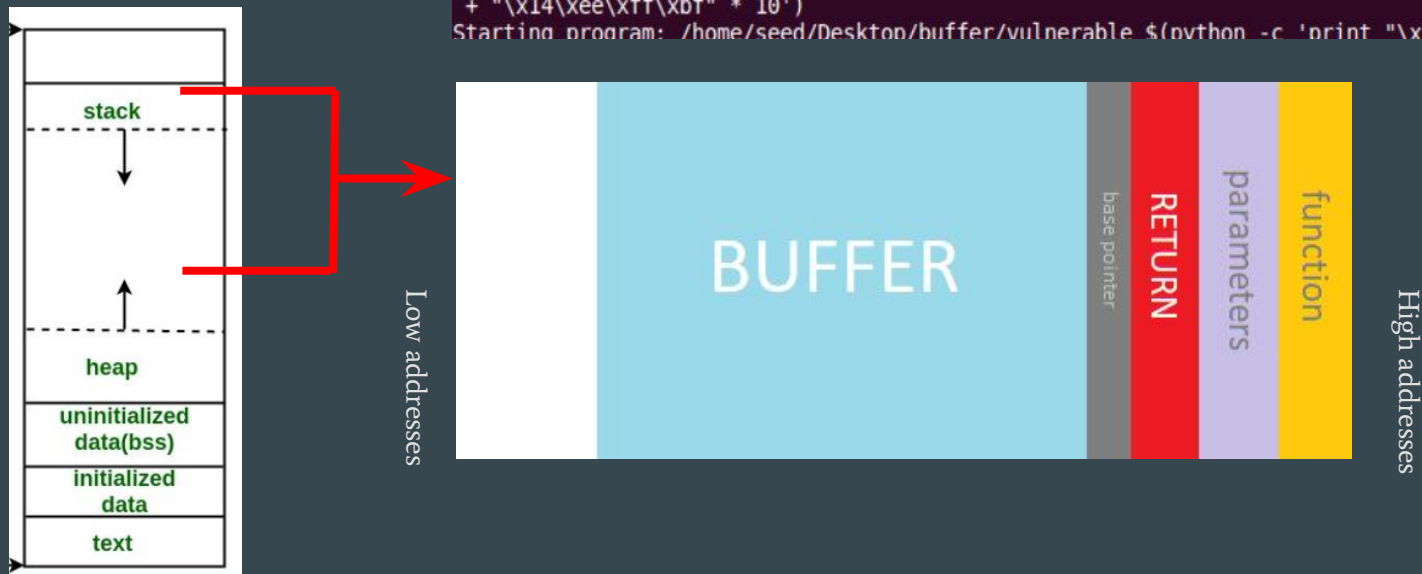 + "\x14\xee\xff\xbf" * 10')
Starting program: /home/seed/Desktop/buffer/vulnerable $(python -c 'print "\x
stack
heap
uninitialized
data(bss)
initialized
data
text
Low addresses
BUFFER
base pointer
RETURN
parameters
function
High addresses